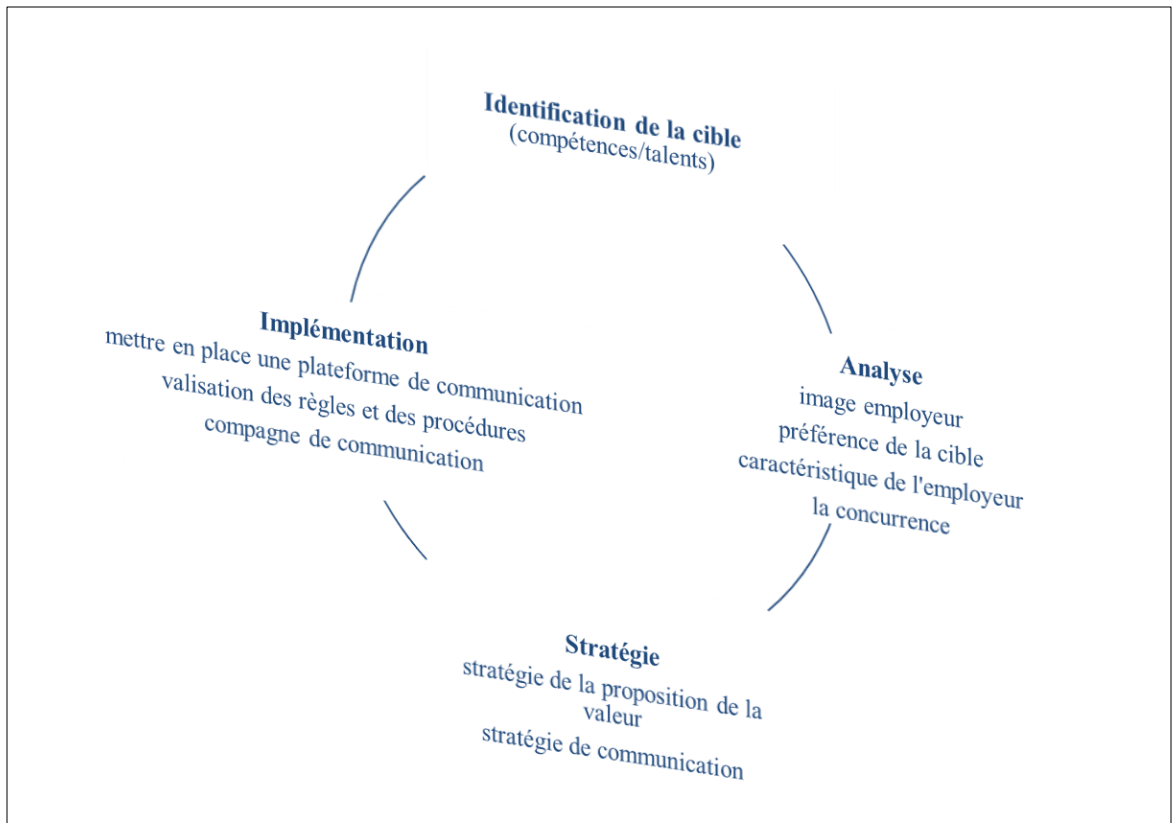 Identification de la cible
(compétences/talents)
Analyse
image employeur
préférence de la cible
caractéristique de l'employeur
la concurrence
Stratégie
stratégie de la proposition de la
valeur
stratégie de communication
Implémentation
mettre en place une plateforme de communication
valisation des règles et des procédures
compagne de communication